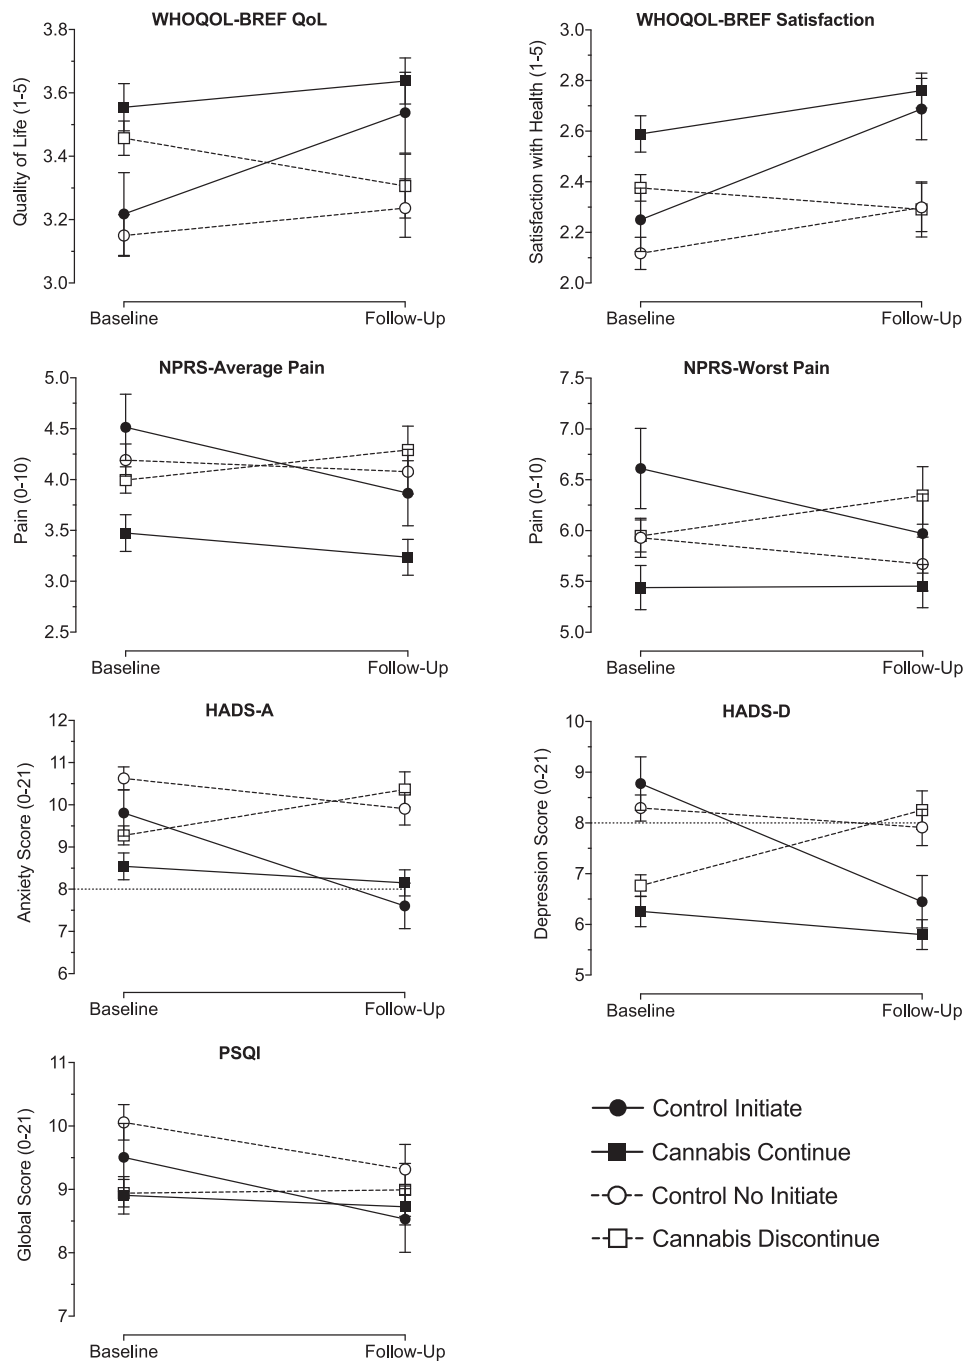 WHOQOL-BREF QoL
3.8
3.6
3.4
3.2
3.0
Quality of Life (1-5)
Baseline
Follow-Up
WHOQOL-BREF Satisfaction
3.0
2.8
2.6
2.4
2.2
2.0
Satisfaction with Health (1-5)
Baseline
Follow-Up
NPRS-Average Pain
5.0
4.5
4.0
3.5
3.0
2.5
Pain (0-10)
Baseline
Follow-Up
NPRS-Worst Pain
7.5
7.0
6.5
6.0
5.5
5.0
Pain (0-10)
Baseline
Follow-Up
HADS-A
12
11
10
9
8
7
6
Anxiety Score (0-21)
Baseline
Follow-Up
HADS-D
10
9
8
7
6
5
Depression Score (0-21)
Baseline
Follow-Up
PSQI
11
10
9
8
7
Global Score (0-21)
Baseline
Follow-Up
Control Initiate
Cannabis Continue
Control No Initiate
Cannabis Discontinue